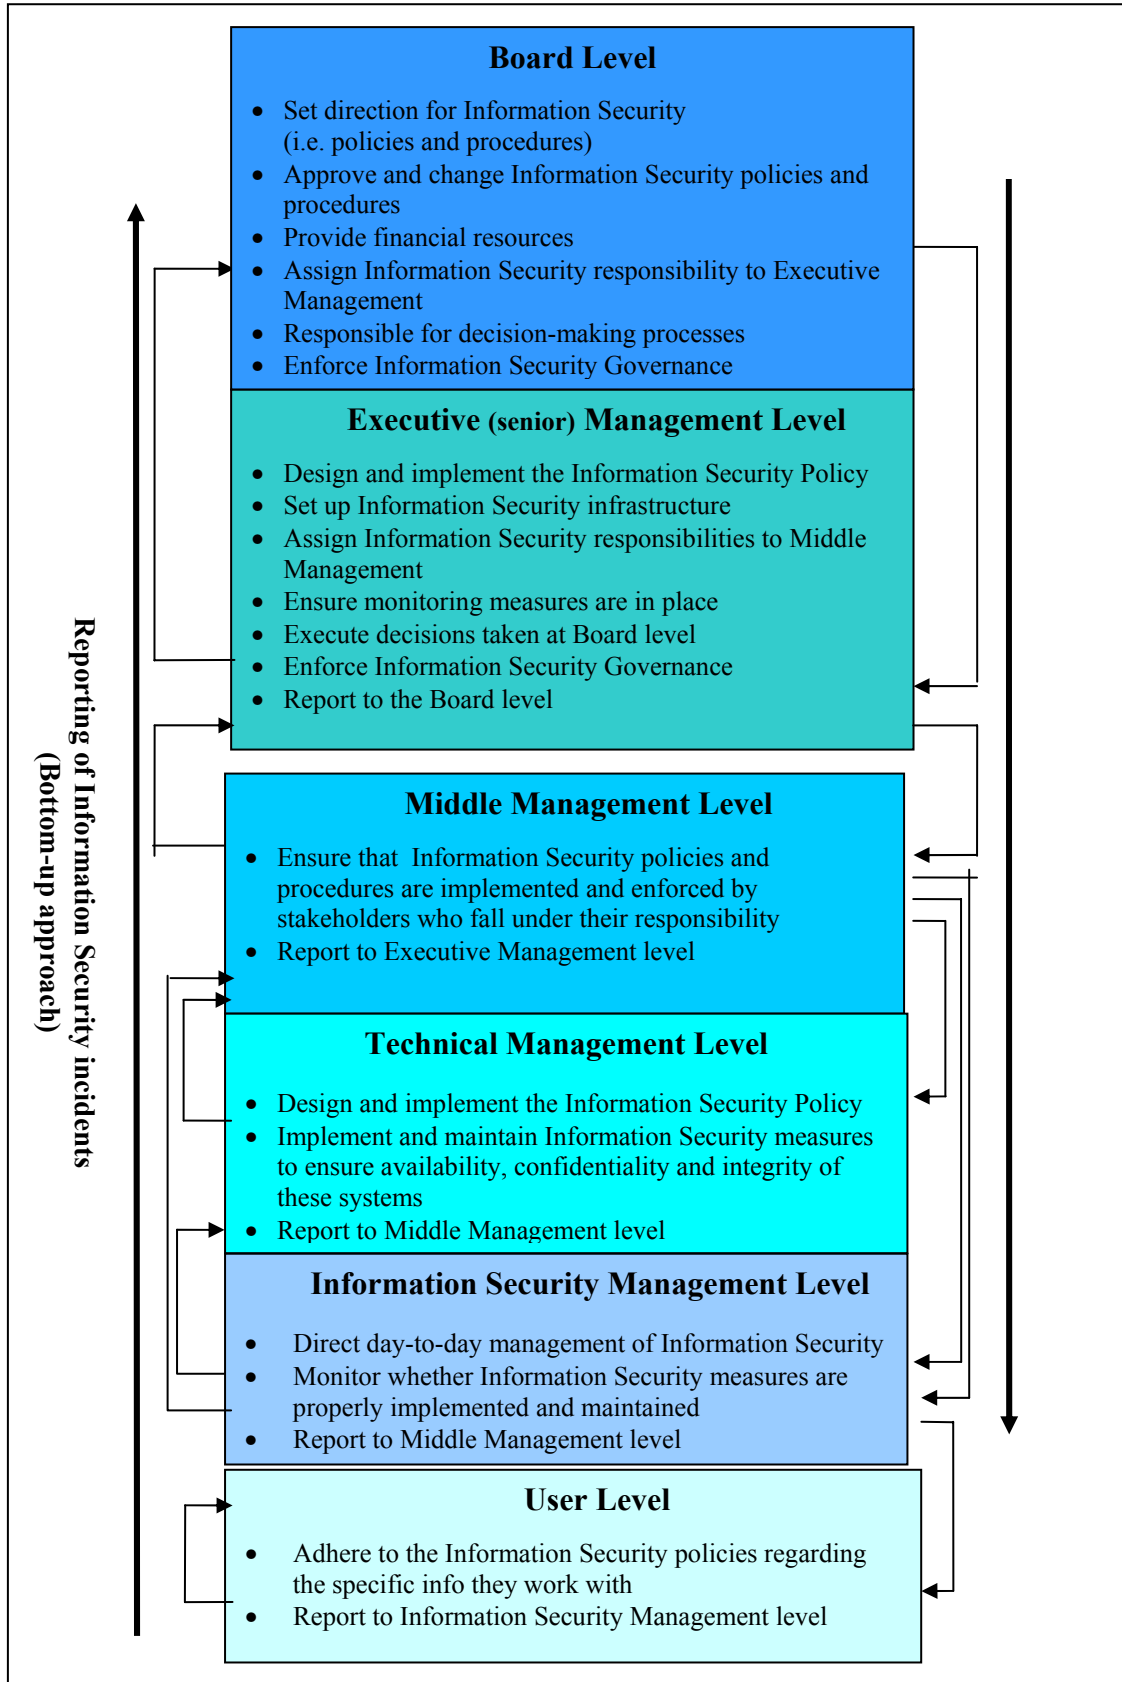 Board Level
• Set direction for Information Security
(i.e. policies and procedures)
• Approve and change Information Security policies and
procedures
• Provide financial resources
• Assign Information Security responsibility to Executive
Management
• Responsible for decision-making processes
• Enforce Information Security Governance
Executive (senior) Management Level
• Design and implement the Information Security Policy
• Set up Information Security infrastructure
• Assign Information Security responsibilities to Middle
Management
• Ensure monitoring measures are in place
• Execute decisions taken at Board level
• Enforce Information Security Governance
• Report to the Board level
Middle Management Level
• Ensure that Information Security policies and
procedures are implemented and enforced by
stakeholders who fall under their responsibility
• Report to Executive Management level
Technical Management Level
• Design and implement the Information Security Policy
• Implement and maintain Information Security measures
to ensure availability, confidentiality and integrity of
these systems
• Report to Middle Management level
Information Security Management Level
• Direct day-to-day management of Information Security
• Monitor whether Information Security measures are
properly implemented and maintained
• Report to Middle Management level
User Level
• Adhere to the Information Security policies regarding
the specific info they work with
• Report to Information Security Management level
Reporting of Information Security incidents
(Bottom-up approach)